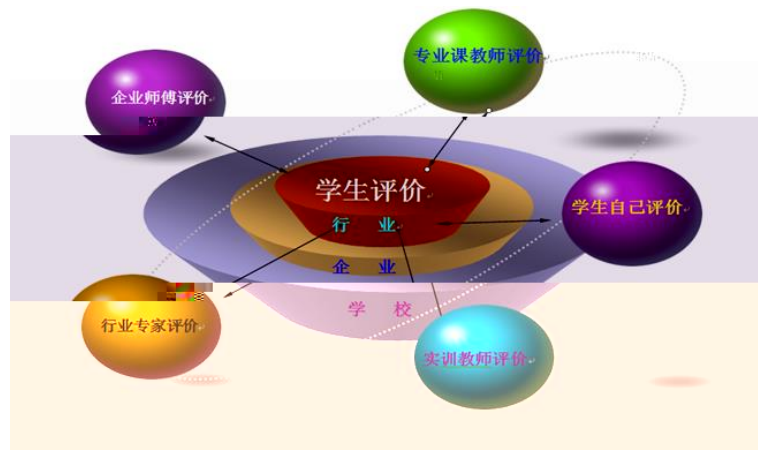 专业课教师评价
企业师傅评价
学生评价
学生自己评价
行 业
企 业
学 校
行业专家评价
实训教师评价